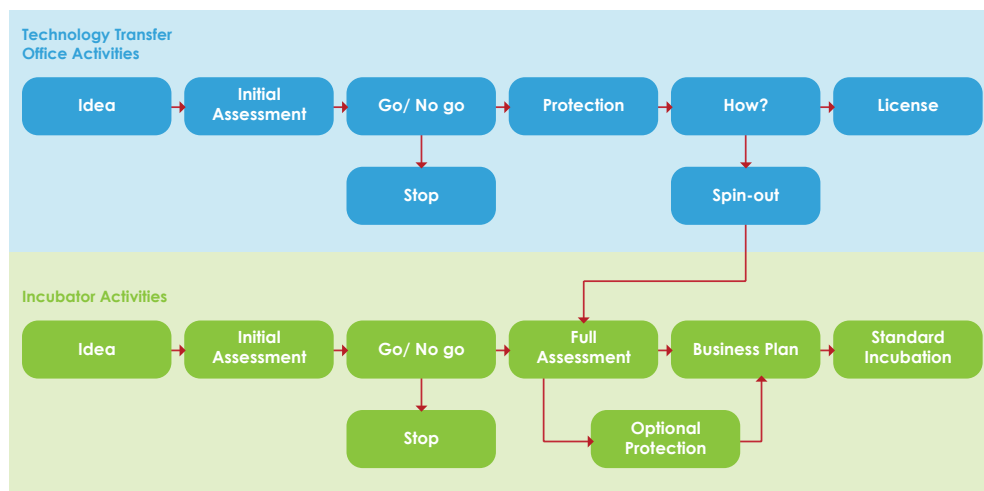 Technology Transfer
Office Activities
Idea
Initial
Assessment
Go/ No go
Protection
How?
License
Stop
Spin-out
Incubator Activities
Idea
Initial
Assessment
Go/ No go
Full
Assessment
Business Plan
Standard
Incubation
Stop
Optional
Protection